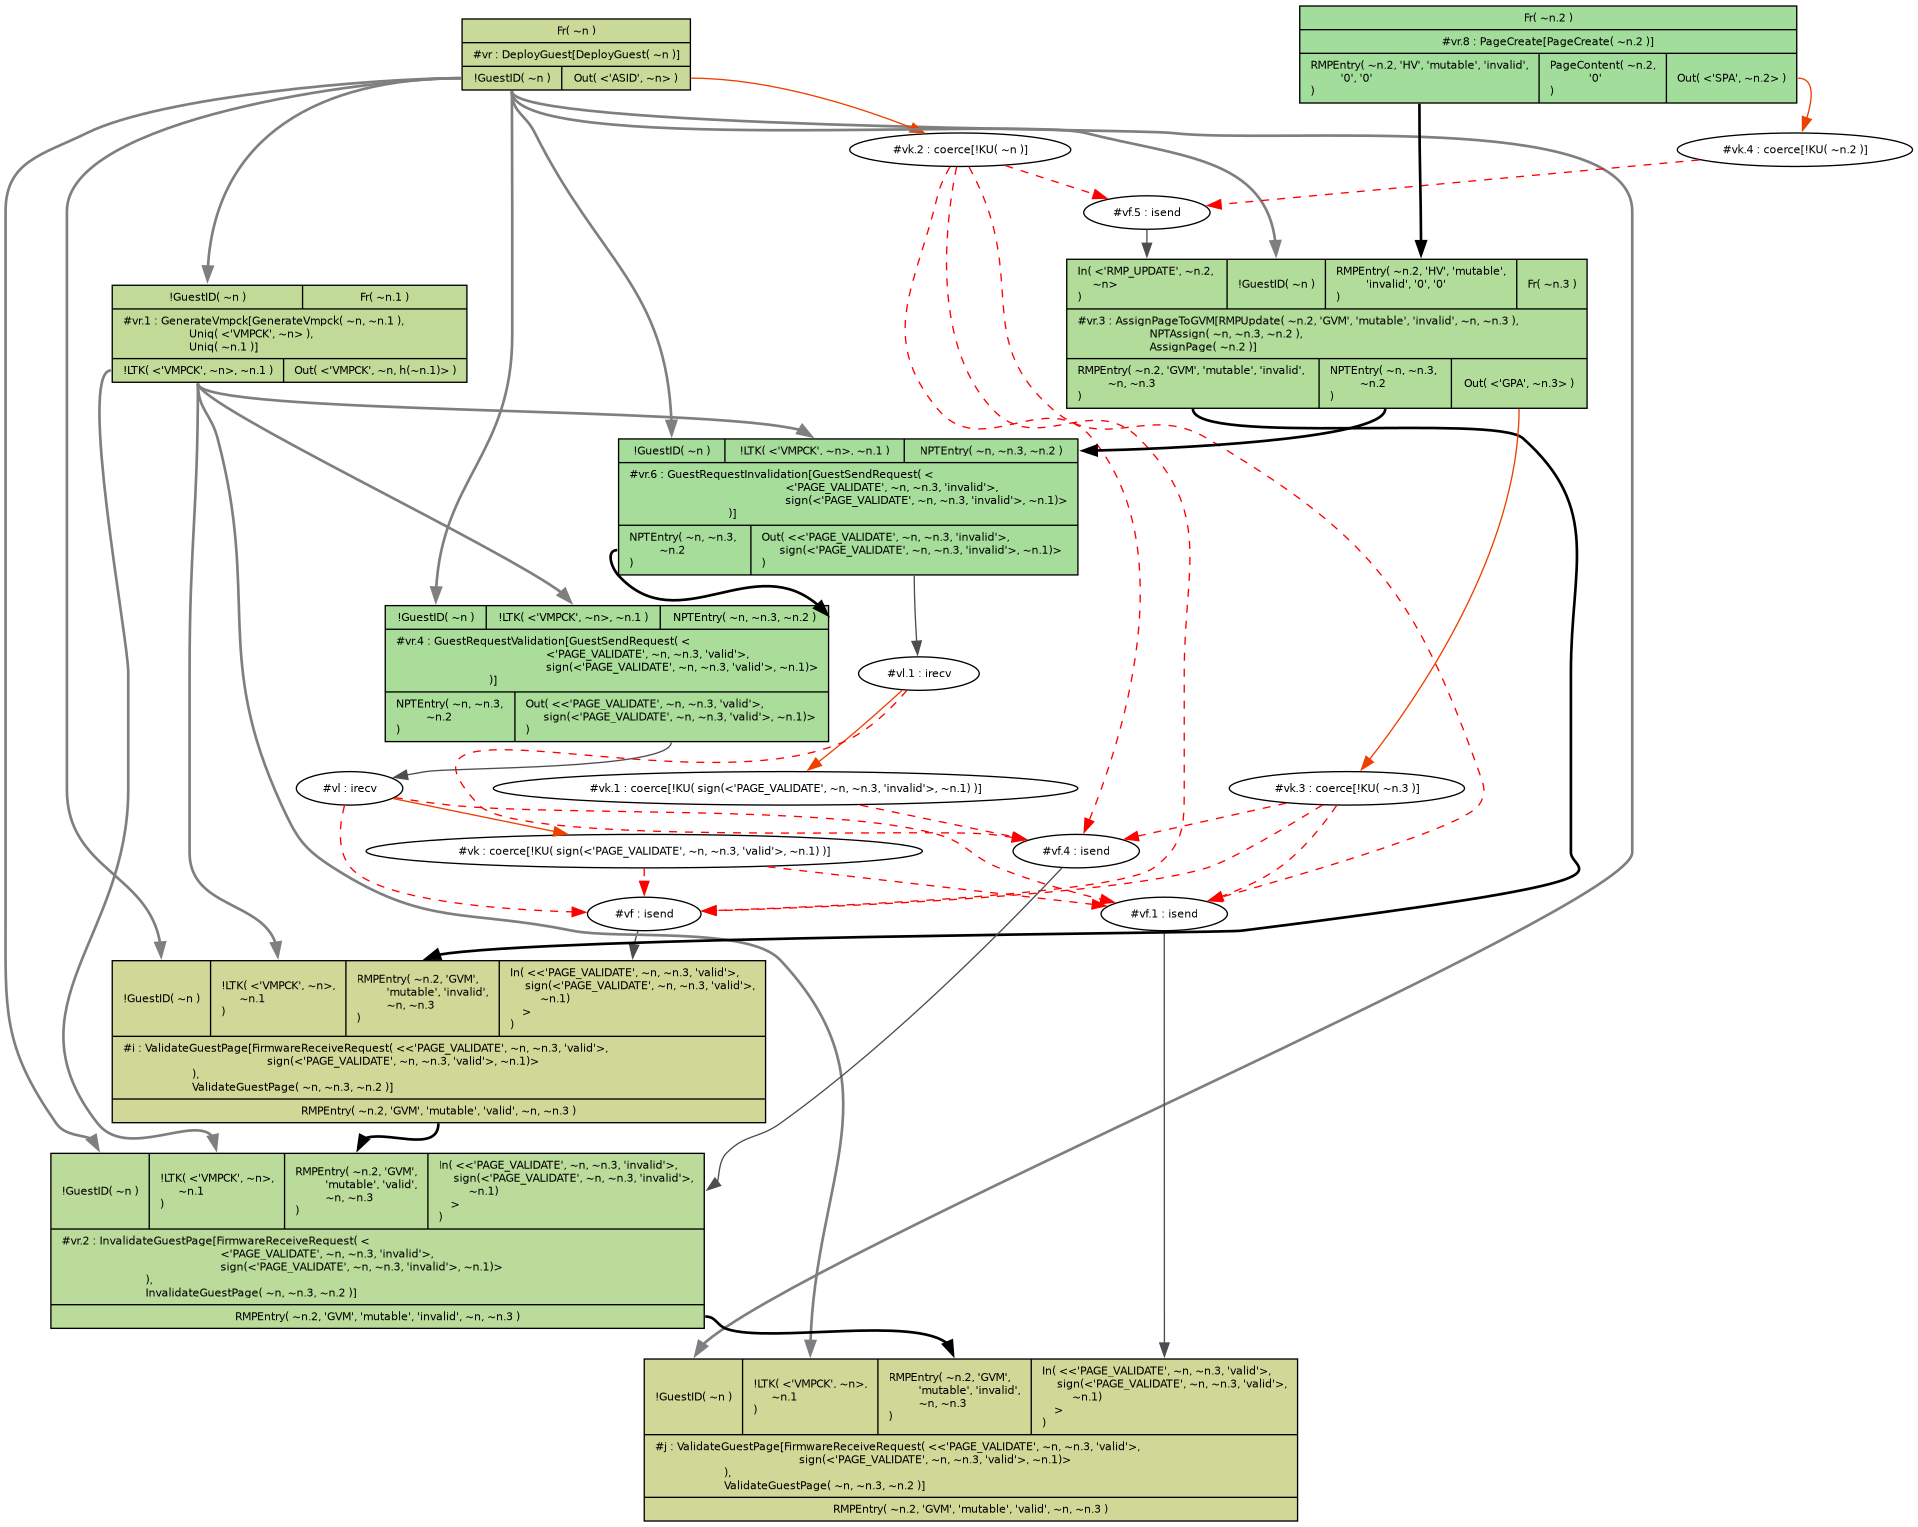 Fr( ~n )
#vr : DeployGuest[DeployGuest( ~n )]
!GuestID( ~n )
Out( <'ASID', ~n> )
Fr( ~n.2 )
#vr.8 : PageCreate[PageCreate( ~n.2 )]
RMPEntry( ~n.2, 'HV', 'mutable', 'invalid',
'0', '0'
)
PageContent( ~n.2,
'0'
)
Out( <'SPA', ~n.2> )
#vk.2 : coerce[!KU( ~n )]
#vk.4 : coerce[!KU( ~n.2 )]
#vf.5 : isend
In( <'RMP_UPDATE', ~n.2,
~n>
)
!GuestID( ~n )
RMPEntry( ~n.2, 'HV', 'mutable',
'invalid', '0', '0'
)
Fr( ~n.3 )
#vr.3 : AssignPageToGVM[RMPUpdate( ~n.2, 'GVM', 'mutable', 'invalid', ~n, ~n.3 ),
NPTAssign( ~n, ~n.3, ~n.2 ),
AssignPage( ~n.2 )]
RMPEntry( ~n.2, 'GVM', 'mutable', 'invalid',
~n, ~n.3
)
NPTEntry( ~n, ~n.3,
~n.2
)
Out( <'GPA', ~n.3> )
!GuestID( ~n )
Fr( ~n.1 )
#vr.1 : GenerateVmpck[GenerateVmpck( ~n, ~n.1 ),
Uniq( <'VMPCK', ~n> ),
Uniq( ~n.1 )]
!LTK( <'VMPCK', ~n>, ~n.1 )
Out( <'VMPCK', ~n, h(~n.1)> )
!GuestID( ~n )
!LTK( <'VMPCK', ~n>, ~n.1 )
NPTEntry( ~n, ~n.3, ~n.2 )
#vr.6 : GuestRequestInvalidation[GuestSendRequest( <
<'PAGE_VALIDATE', ~n, ~n.3, 'invalid'>,
sign(<'PAGE_VALIDATE', ~n, ~n.3, 'invalid'>, ~n.1)>
)]
NPTEntry( ~n, ~n.3,
~n.2
)
Out( <<'PAGE_VALIDATE', ~n, ~n.3, 'invalid'>,
sign(<'PAGE_VALIDATE', ~n, ~n.3, 'invalid'>, ~n.1)>
)
!GuestID( ~n )
!LTK( <'VMPCK', ~n>, ~n.1 )
NPTEntry( ~n, ~n.3, ~n.2 )
#vr.4 : GuestRequestValidation[GuestSendRequest( <
<'PAGE_VALIDATE', ~n, ~n.3, 'valid'>,
sign(<'PAGE_VALIDATE', ~n, ~n.3, 'valid'>, ~n.1)>
)]
NPTEntry( ~n, ~n.3,
~n.2
)
Out( <<'PAGE_VALIDATE', ~n, ~n.3, 'valid'>,
sign(<'PAGE_VALIDATE', ~n, ~n.3, 'valid'>, ~n.1)>
)
#vl.1 : irecv
#vl : irecv
#vk.1 : coerce[!KU( sign(<'PAGE_VALIDATE', ~n, ~n.3, 'invalid'>, ~n.1) )]
#vk.3 : coerce[!KU( ~n.3 )]
#vk : coerce[!KU( sign(<'PAGE_VALIDATE', ~n, ~n.3, 'valid'>, ~n.1) )]
#vf.4 : isend
#vf : isend
#vf.1 : isend
!GuestID( ~n )
!LTK( <'VMPCK', ~n>,
~n.1
)
RMPEntry( ~n.2, 'GVM',
'mutable', 'invalid',
~n, ~n.3
)
In( <<'PAGE_VALIDATE', ~n, ~n.3, 'valid'>,
sign(<'PAGE_VALIDATE', ~n, ~n.3, 'valid'>,
~n.1)
>
)
#i : ValidateGuestPage[FirmwareReceiveRequest( <<'PAGE_VALIDATE', ~n, ~n.3, 'valid'>,
sign(<'PAGE_VALIDATE', ~n, ~n.3, 'valid'>, ~n.1)>
),
ValidateGuestPage( ~n, ~n.3, ~n.2 )]
RMPEntry( ~n.2, 'GVM', 'mutable', 'valid', ~n, ~n.3 )
!GuestID( ~n )
!LTK( <'VMPCK', ~n>,
~n.1
)
RMPEntry( ~n.2, 'GVM',
'mutable', 'valid',
~n, ~n.3
)
In( <<'PAGE_VALIDATE', ~n, ~n.3, 'invalid'>,
sign(<'PAGE_VALIDATE', ~n, ~n.3, 'invalid'>,
~n.1)
>
)
#vr.2 : InvalidateGuestPage[FirmwareReceiveRequest( <
<'PAGE_VALIDATE', ~n, ~n.3, 'invalid'>,
sign(<'PAGE_VALIDATE', ~n, ~n.3, 'invalid'>, ~n.1)>
),
InvalidateGuestPage( ~n, ~n.3, ~n.2 )]
RMPEntry( ~n.2, 'GVM', 'mutable', 'invalid', ~n, ~n.3 )
!GuestID( ~n )
!LTK( <'VMPCK', ~n>,
~n.1
)
RMPEntry( ~n.2, 'GVM',
'mutable', 'invalid',
~n, ~n.3
)
In( <<'PAGE_VALIDATE', ~n, ~n.3, 'valid'>,
sign(<'PAGE_VALIDATE', ~n, ~n.3, 'valid'>,
~n.1)
>
)
#j : ValidateGuestPage[FirmwareReceiveRequest( <<'PAGE_VALIDATE', ~n, ~n.3, 'valid'>,
sign(<'PAGE_VALIDATE', ~n, ~n.3, 'valid'>, ~n.1)>
),
ValidateGuestPage( ~n, ~n.3, ~n.2 )]
RMPEntry( ~n.2, 'GVM', 'mutable', 'valid', ~n, ~n.3 )